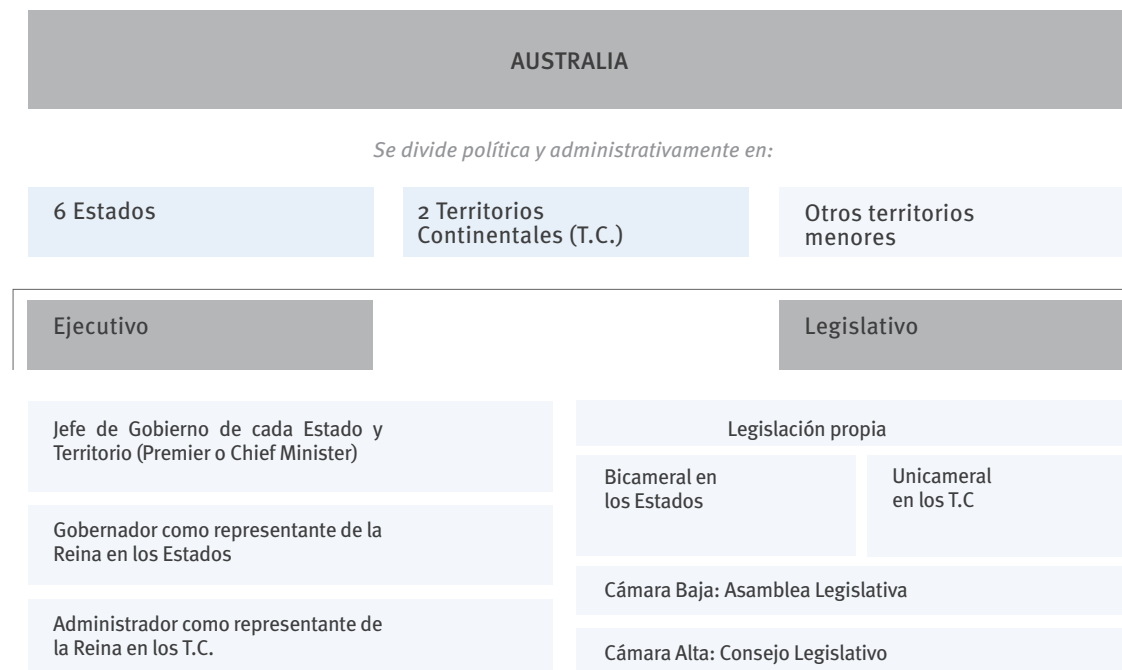 AUSTRALIA
Se divide política y administrativamente en:
6 Estados
2 Territorios
Continentales (T.C.)
Otros territorios
menores
Ejecutivo
Legislativo
Jefe de Gobierno de cada Estado y
Territorio (Premier o Chief Minister)
Gobernador como representante de la
Reina en los Estados
Administrador como representante de
la Reina en los T.C.
Legislación propia
Bicameral en
los Estados
Unicameral
en los T.C
Cámara Baja: Asamblea Legislativa
Cámara Alta: Consejo Legislativo